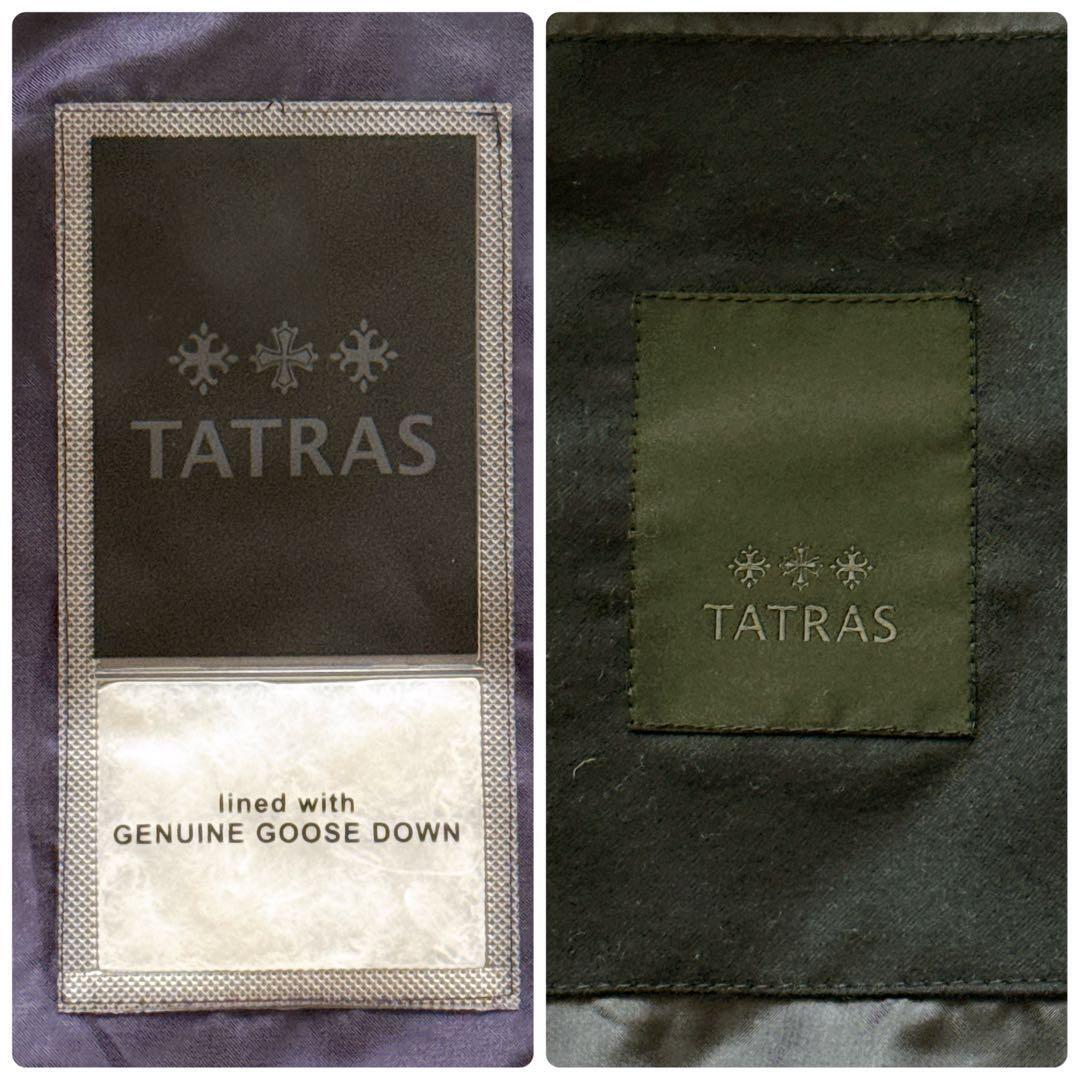 TATRAS
lined with
GENUINE GOOSE DOWN
TATRAS